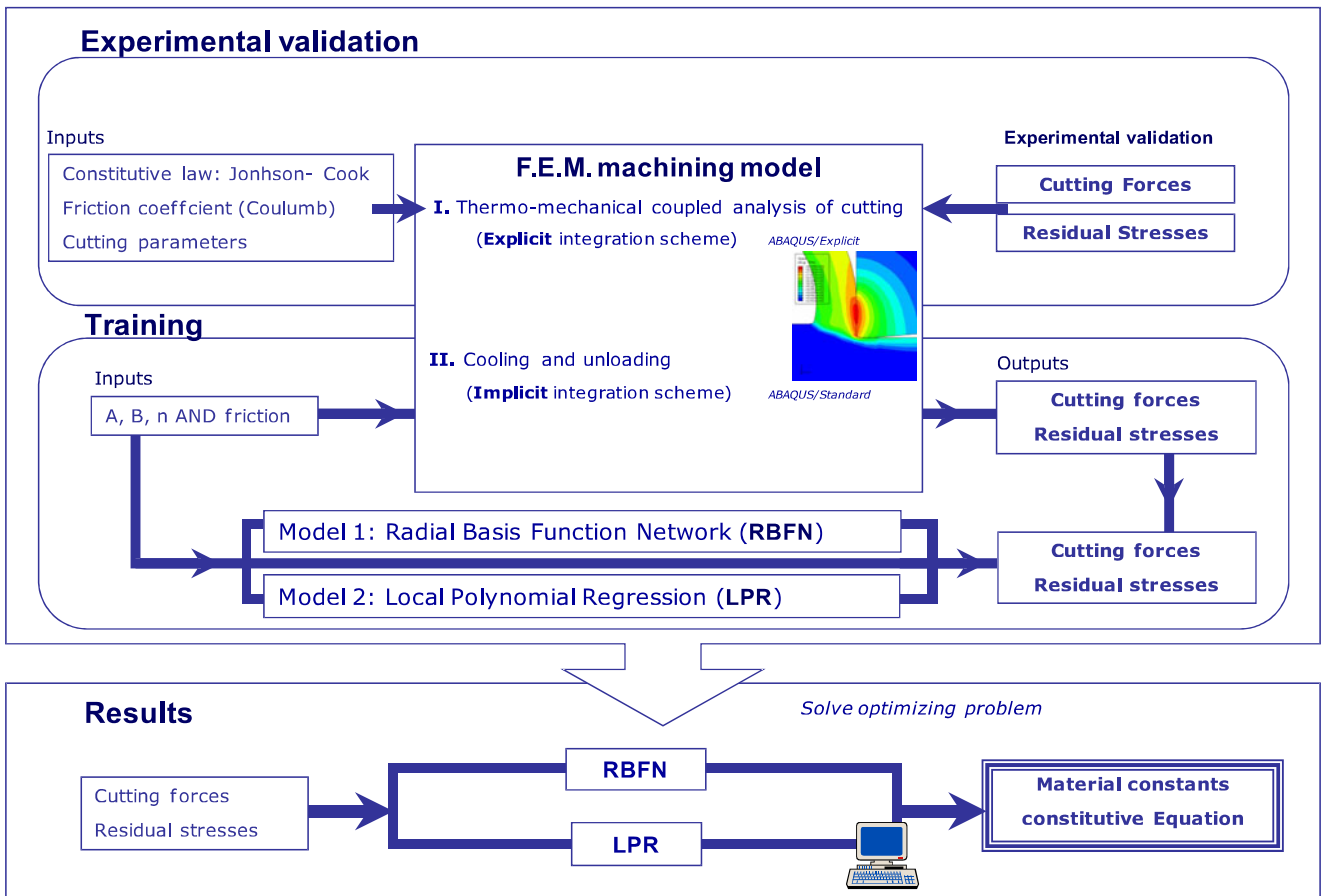 Experimental validation
Inputs
Constitutive law: Jonhson- Cook
Friction coeffcient (Coulumb)
Cutting parameters
F.E.M. machining model
I. Thermo-mechanical coupled analysis of cutting
(Explicit integration scheme)
ABAQUS/Explicit
Experimental validation
Cutting Forces
Residual Stresses
Training
Inputs
A, B, n AND friction
II. Cooling and unloading
(Implicit integration scheme)
ABAQUS/Standard
Outputs
Cutting forces
Residual stresses
Model 1: Radial Basis Function Network (RBFN)
Model 2: Local Polynomial Regression (LPR)
Cutting forces
Residual stresses
Results
Solve optimizing problem
Cutting forces
Residual stresses
RBFN
LPR
Material constants
constitutive Equation